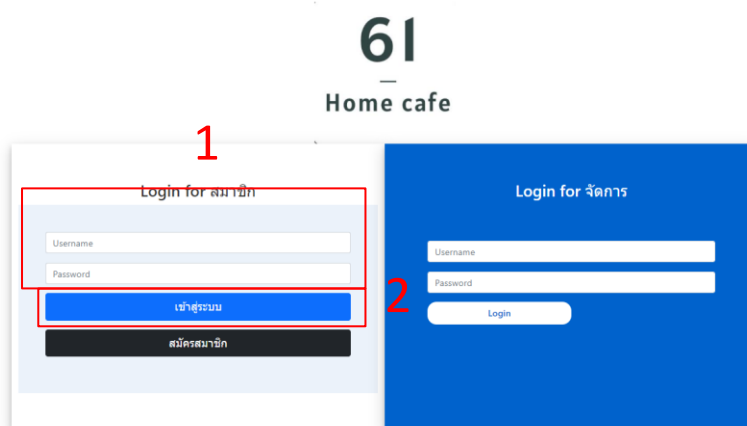 61
Home cafe
1
Login for สมาชิก
Username
Password
เข้าสู่ระบบ
สมัครสมาชิก
2
Login for จัดการ
Username
Password
Login